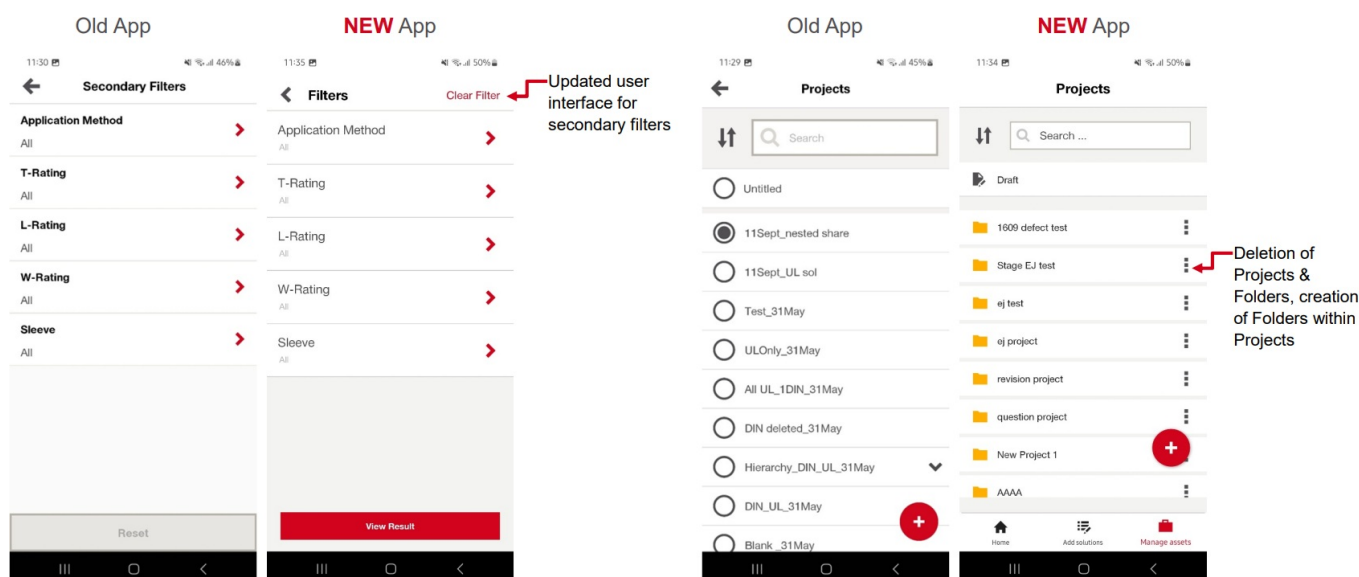 Old App
11:30
46%
Secondary Filters
Application Method
All
T-Rating
All
L-Rating
All
W-Rating
All
Sleeve
All
Reset
NEW App
11:35
50%
Filters
Clear Filter
Application Method
All
T-Rating
All
L-Rating
All
W-Rating
All
Sleeve
All
View Result
Updated user
interface for
secondary filters
Old App
11:29
45%
Projects
Search
Untitled
11Sept_nested share
11Sept_UL sol
Test_31May
ULOnly_31May
All UL_1DIN_31May
DIN deleted_31May
Hierarchy_DIN_UL_31May
DIN_UL_31May
Blank _31May
NEW App
11:34
50%
Projects
Search ...
Draft
1609 defect test
Stage EJ test
ej test
ej project
revision project
question project
New Project 1
AAAA
Home
Add solutions
Manage assets
Deletion of
Projects &
Folders, creation
of Folders within
Projects